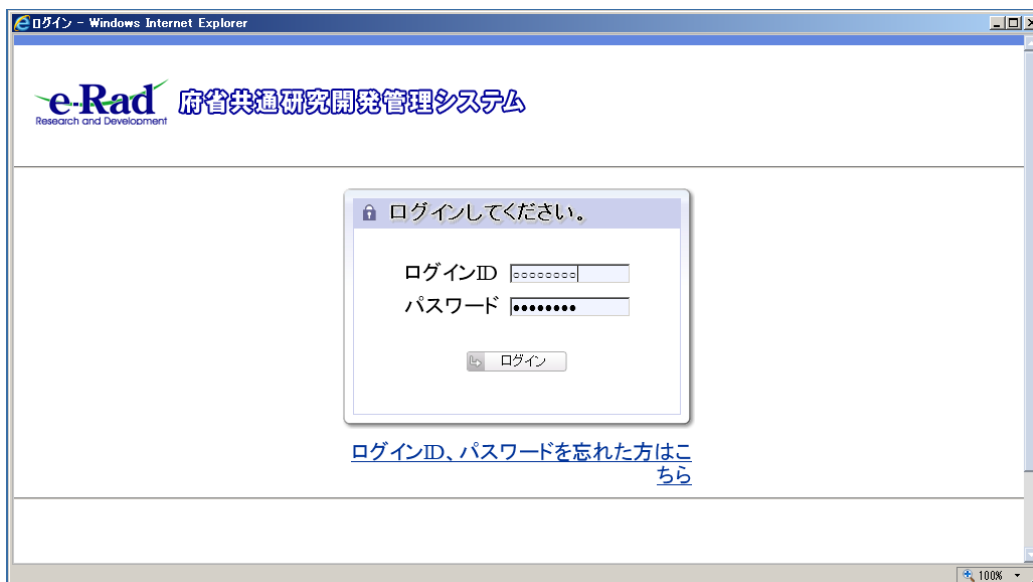 ログイン - Windows Internet Explorer
e-Rad 府省共通研究開発管理システム
Research and Development
ログインしてください。
ログインID ○○○○○○○○
パスワード ●●●●●●●●
ログイン
ログインID、パスワードを忘れた方はこ
ちら
100%